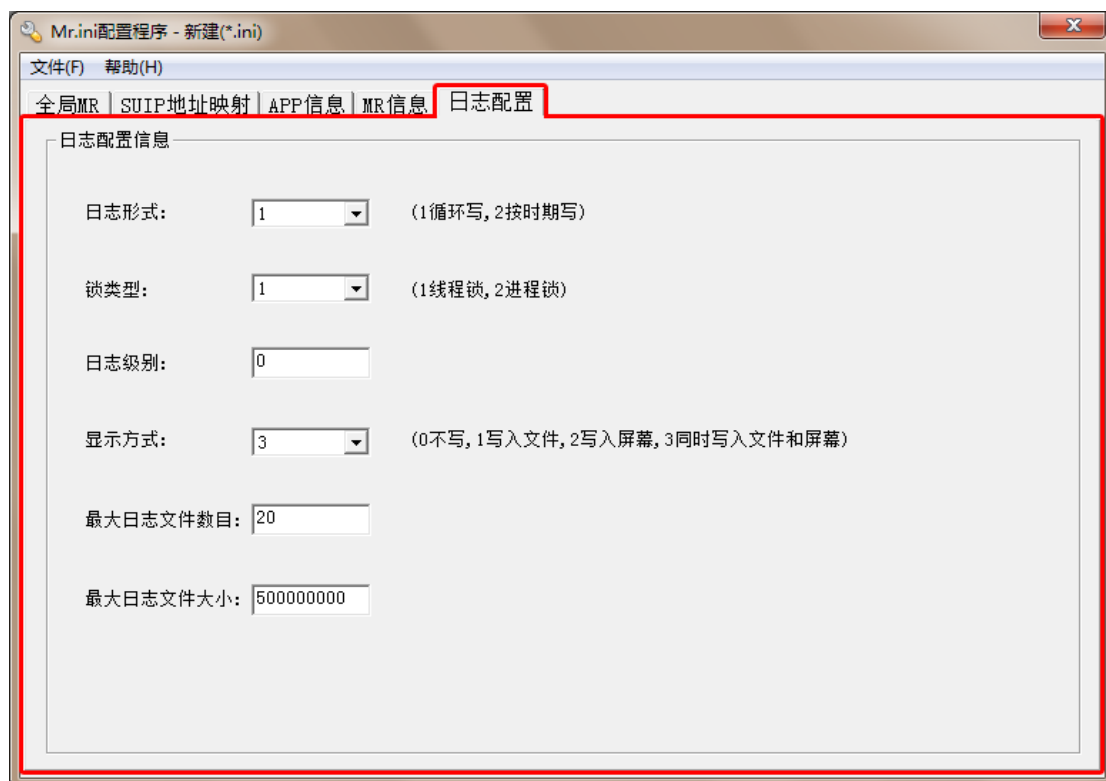 Mr.ini配置程序 - 新建(*.ini)
文件(F) 帮助(H)
全局MR SUIP地址映射 APP信息 MR信息 日志配置
日志配置信息
日志形式: 1 (1循环写,2按时期写)
锁类型: 1 (1线程锁,2进程锁)
日志级别: 0
显示方式: 3 (0不写,1写入文件,2写入屏幕,3同时写入文件和屏幕)
最大日志文件数目: 20
最大日志文件大小: 500000000